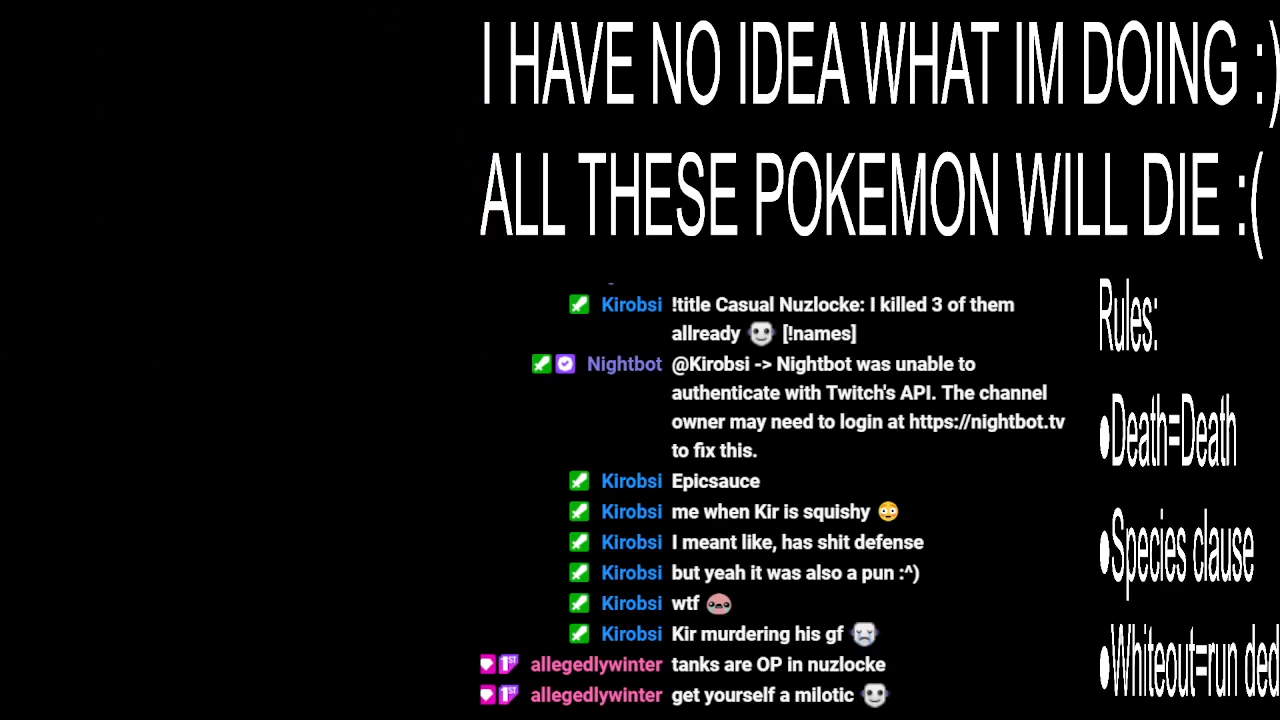 I HAVE NO IDEA WHAT IM DOING :)
ALL THESE POKEMON WILL DIE :(
Kirobsi !title Casual Nuzlocke: I killed 3 of them
allready [!names]
Nightbot @Kirobsi -> Nightbot was unable to
authenticate with Twitch's API. The channel
owner may need to login at https://nightbot.tv
to fix this.
Kirobsi Epicsauce
Kirobsi me when Kir is squishy 😳
Kirobsi I meant like, has shit defense
Kirobsi but yeah it was also a pun :^)
Kirobsi wtf
Kirobsi Kir murdering his gf
1ST allegedlywinter tanks are OP in nuzlocke
1ST allegedlywinter get yourself a milotic
Rules:
•Death=Death
•Species clause
•Whiteout=run ded